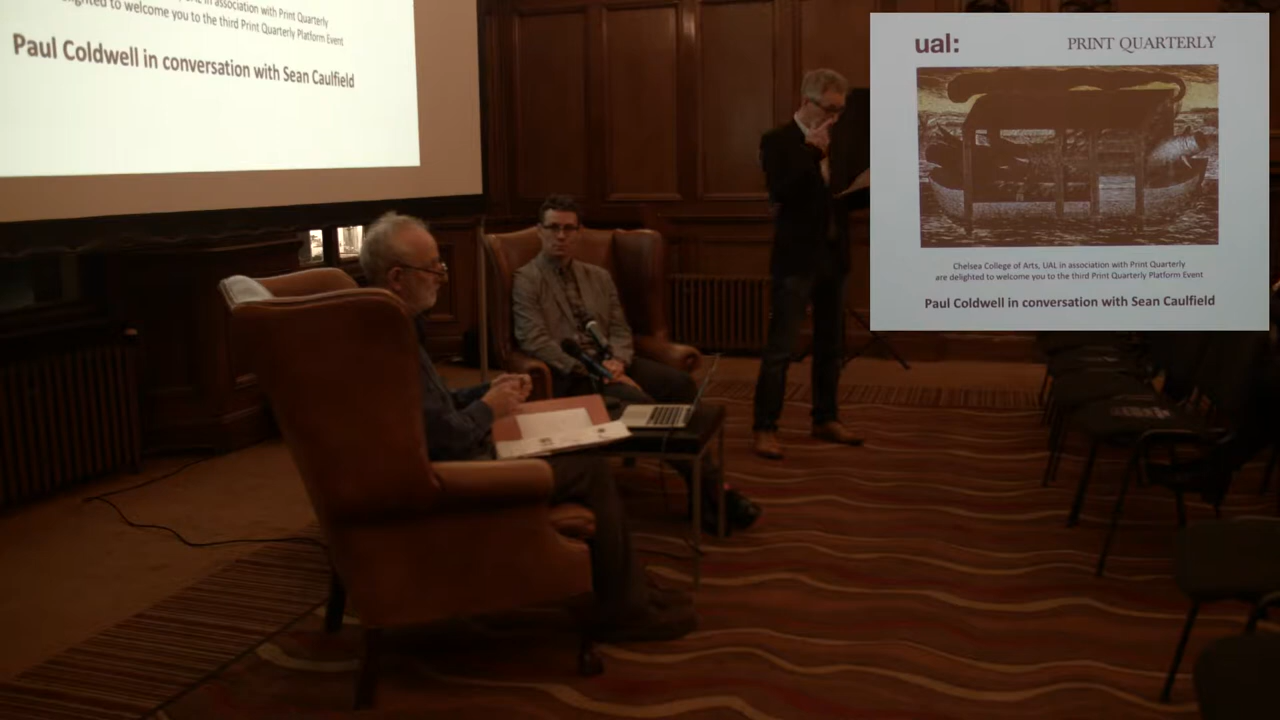 in association with Print Quarterly
delighted to welcome you to the third Print Quarterly Platform Event
Paul Coldwell in conversation with Sean Caulfield
ual:
PRINT QUARTERLY
Chelsea College of Arts, UAL in association with Print Quarterly
are delighted to welcome you to the third Print Quarterly Platform Event
Paul Coldwell in conversation with Sean Caulfield